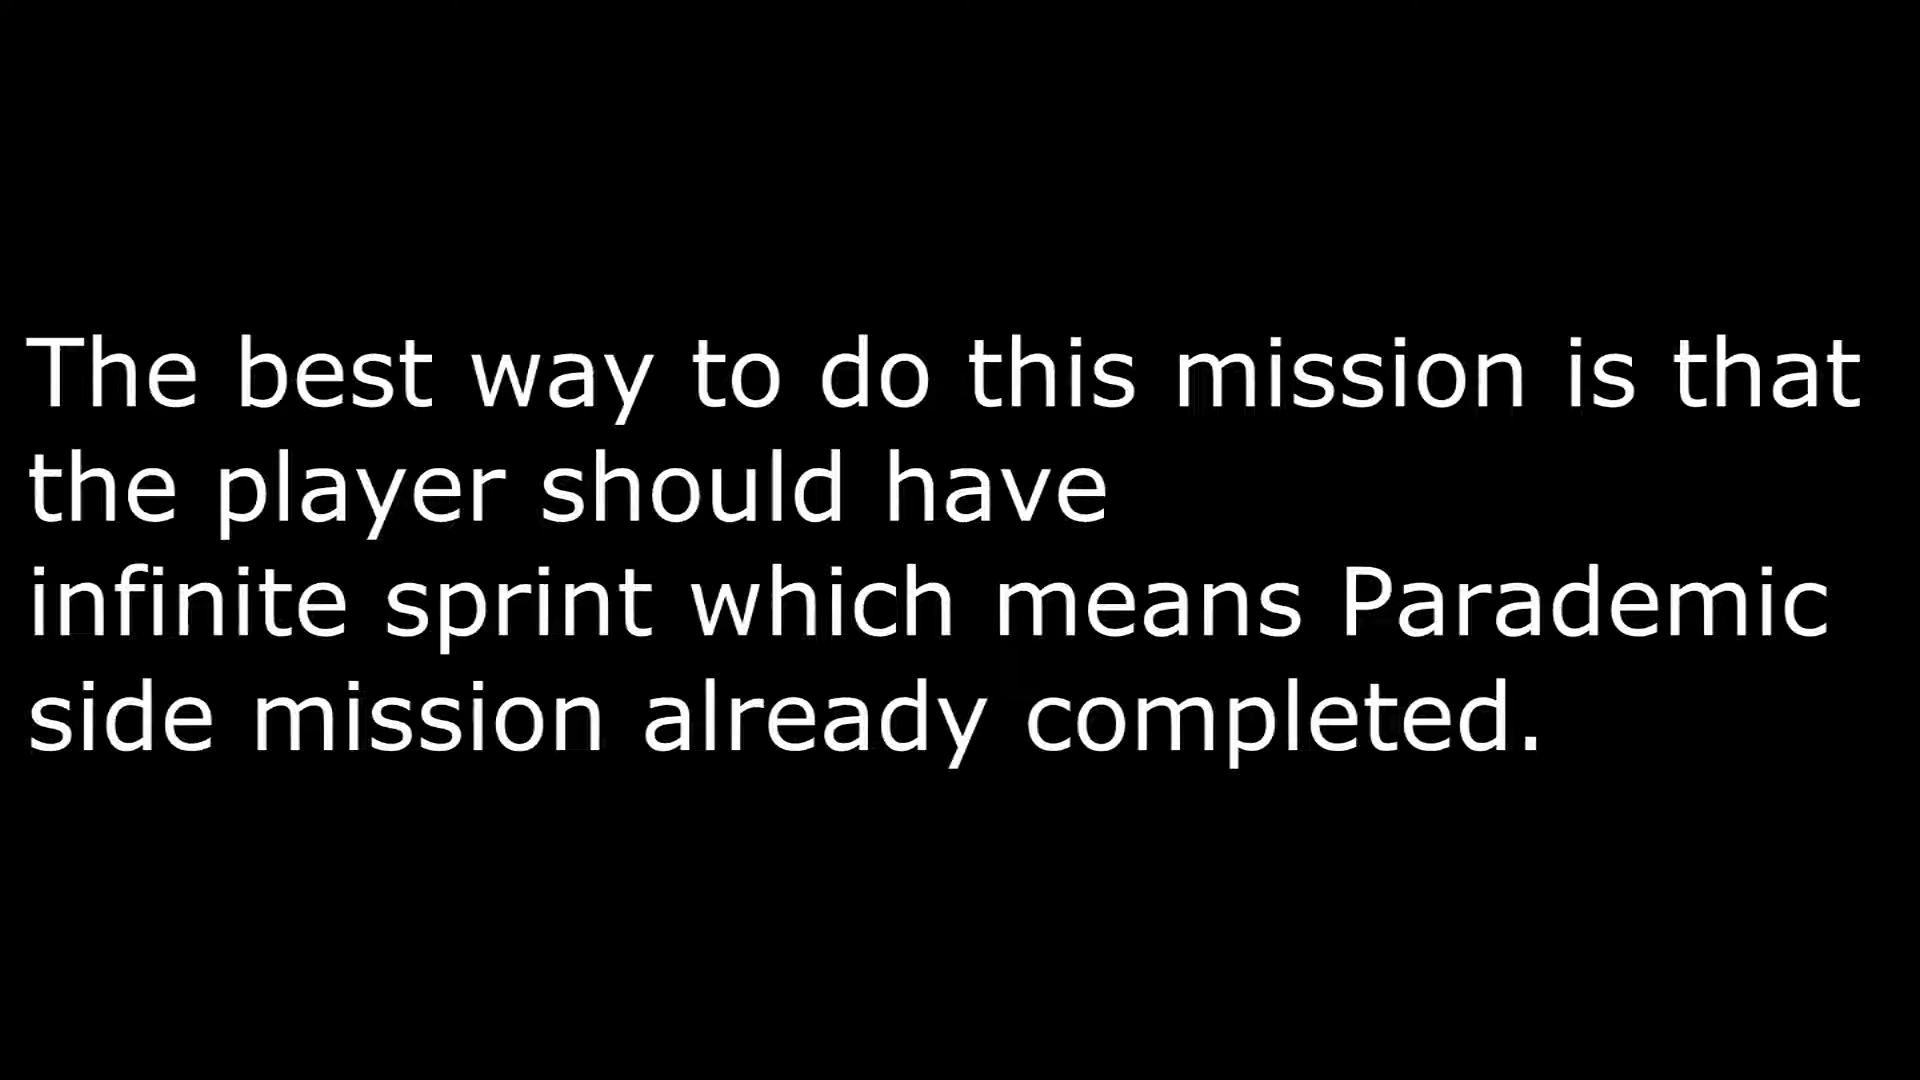 The best way to do this mission is that
the player should have
infinite sprint which means Parademic
side mission already completed.